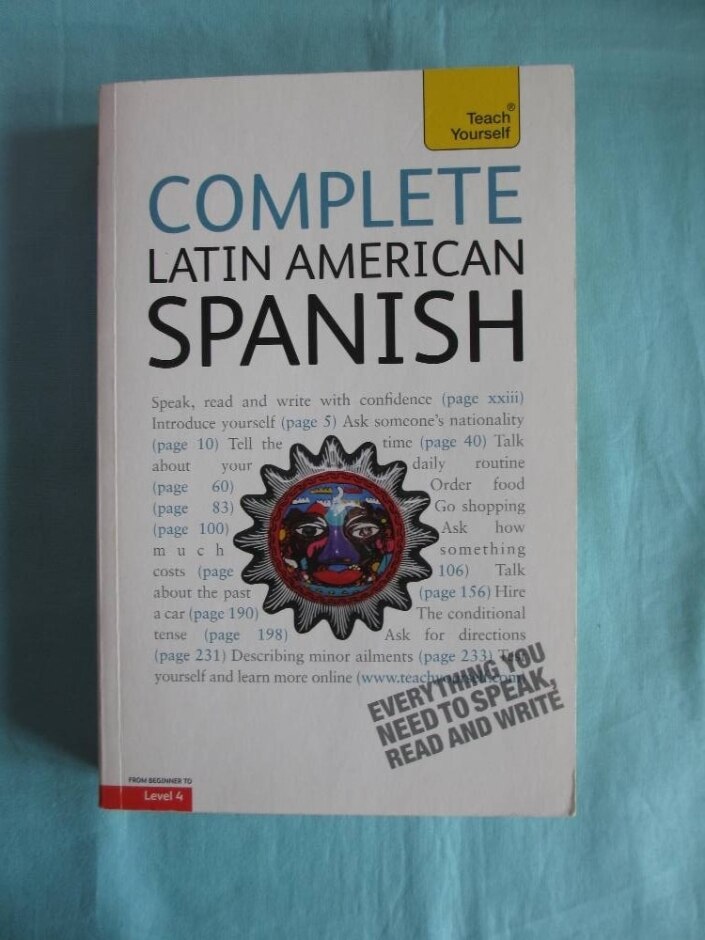 Teach®
Yourself
COMPLETE
LATIN AMERICAN
SPANISH
Speak, read and write with confidence (page xxiii)
Introduce yourself (page 5) Ask someone's nationality
(page 10) Tell the time (page 40) Talk
about your daily routine
(page 60) Order food
(page 83) Go shopping
(page 100) Ask how
much something
costs (page 106) Talk
about the past (page 156) Hire
a car (page 190) The conditional
tense (page 198) Ask for directions
(page 231) Describing minor ailments (page 233) Test
yourself and learn more online (www.teachyourself.com)
EVERYTHING YOU
NEED TO SPEAK,
READ AND WRITE
FROM BEGINNER TO
Level 4